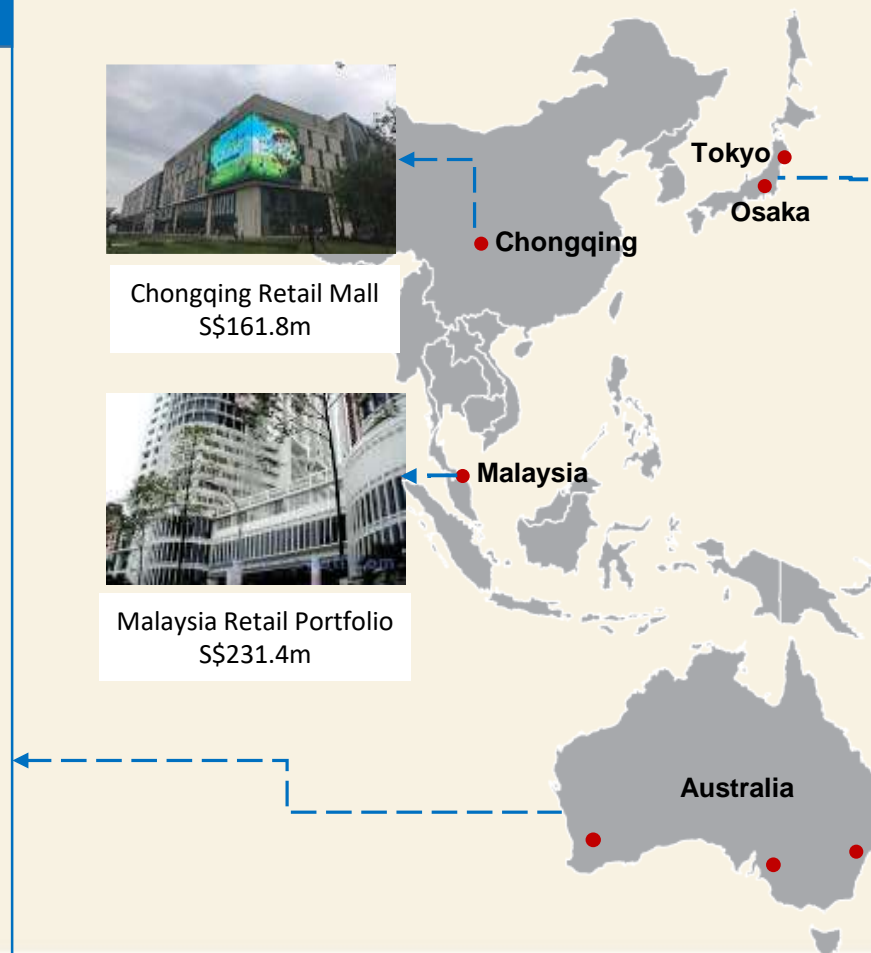 Tokyo
Osaka
Chongqing
Chongqing Retail Mall
S$161.8m
Malaysia
Malaysia Retail Portfolio
S$231.4m
Australia